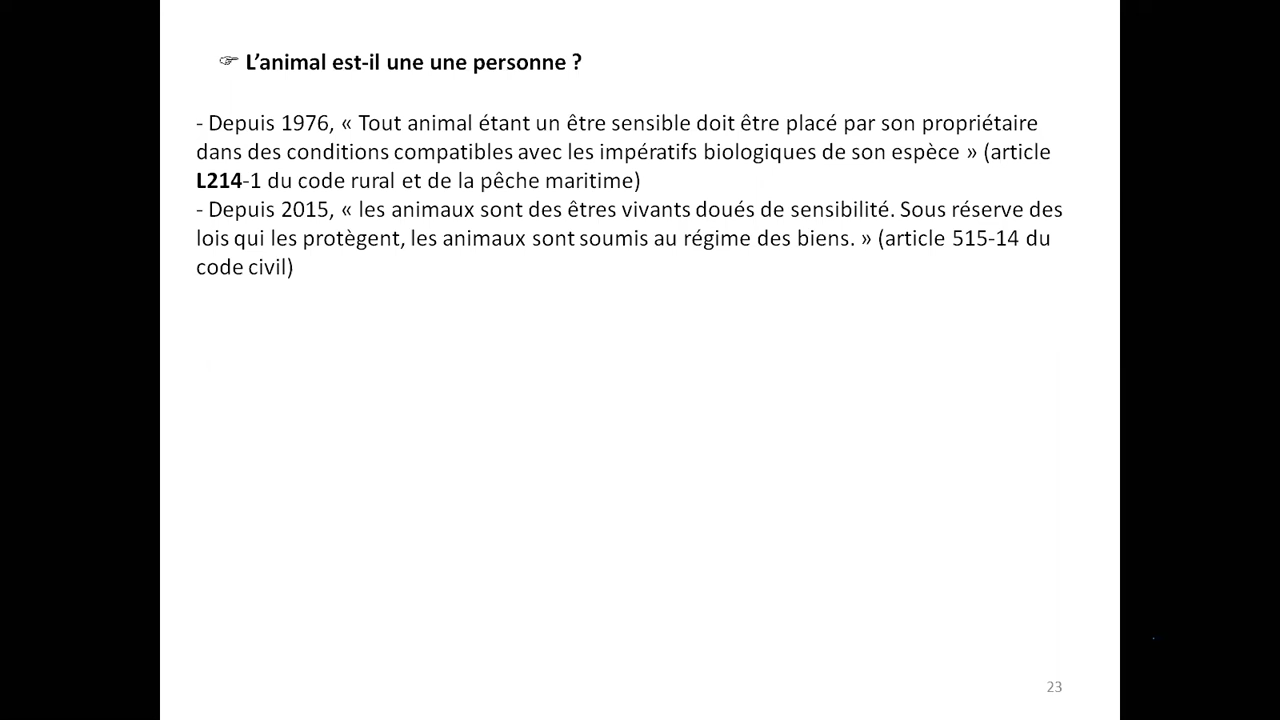 ☞ L’animal est-il une une personne ?
- Depuis 1976, « Tout animal étant un être sensible doit être placé par son propriétaire
dans des conditions compatibles avec les impératifs biologiques de son espèce » (article
L214-1 du code rural et de la pêche maritime)
- Depuis 2015, « les animaux sont des êtres vivants doués de sensibilité. Sous réserve des
lois qui les protègent, les animaux sont soumis au régime des biens. » (article 515-14 du
code civil)
23